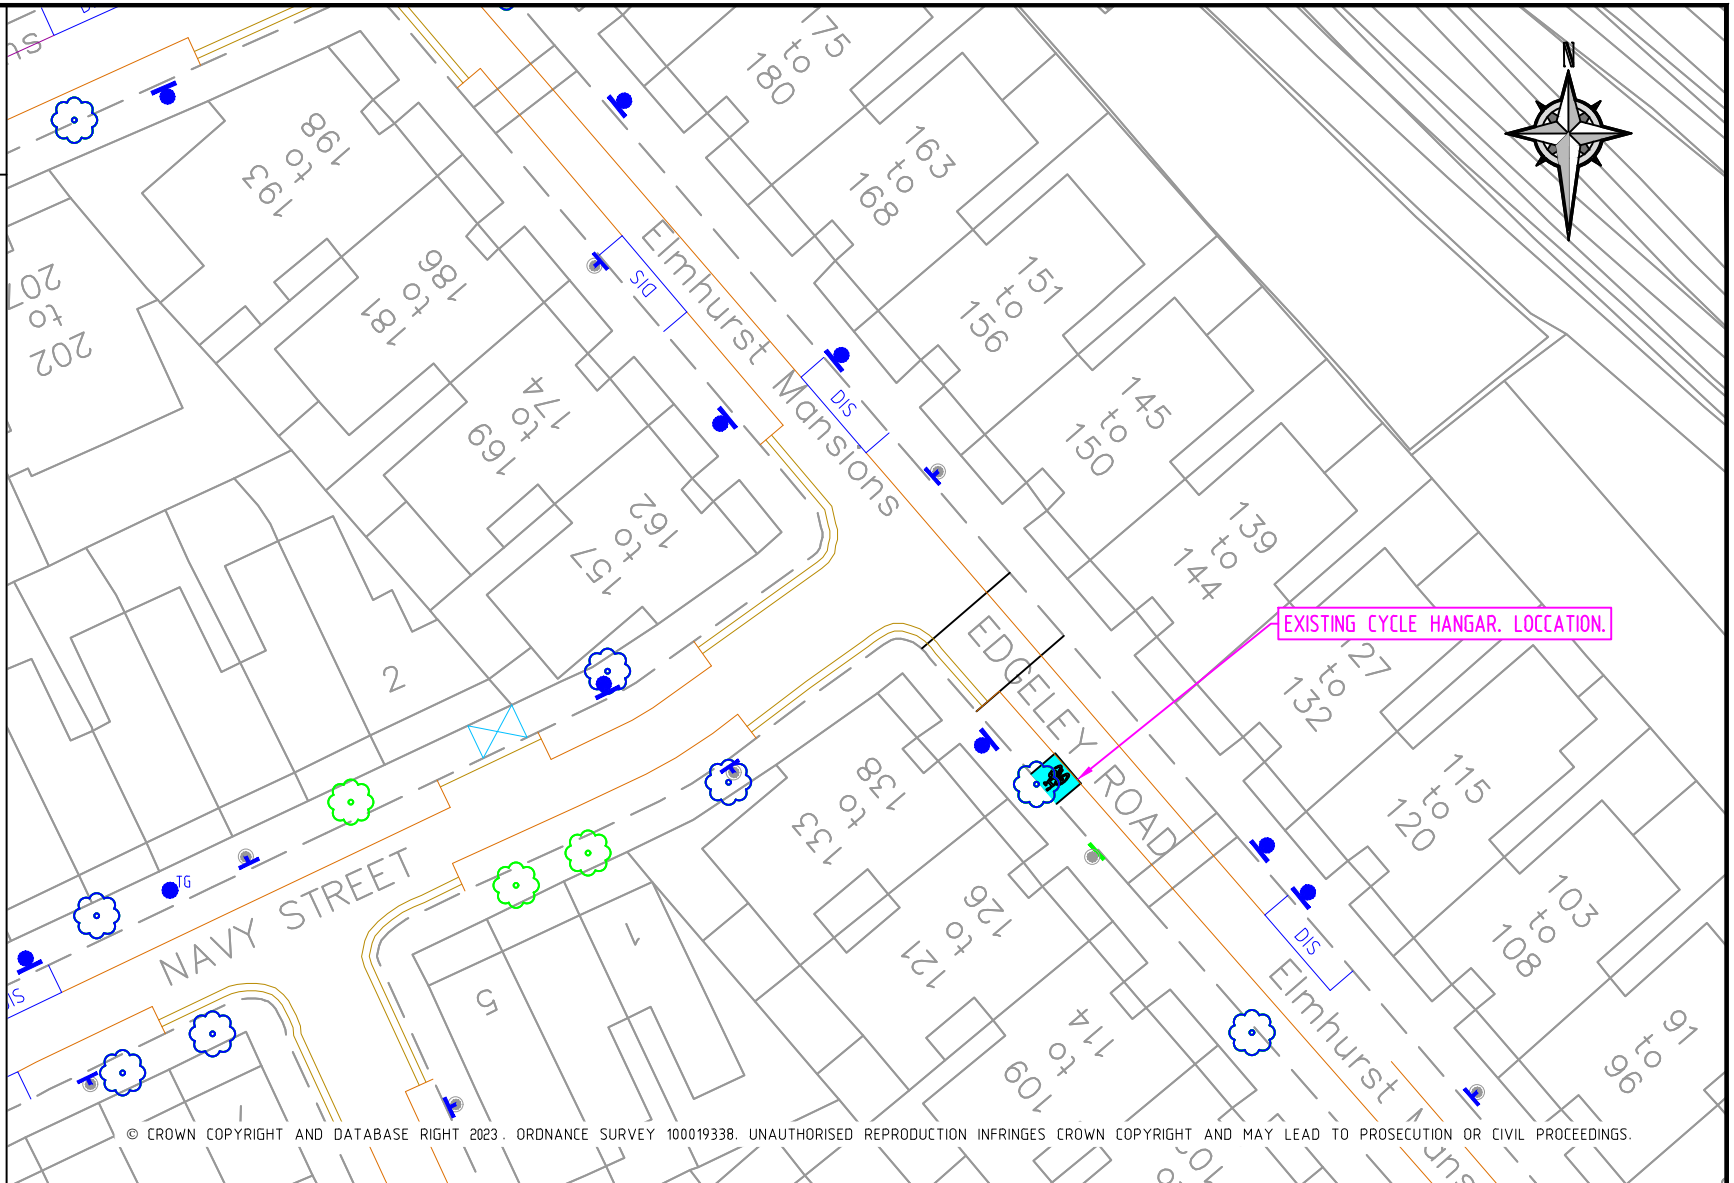 N
175
to
180
163
to
168
198
to
193
186
to
181
207
to
202
174
to
169
162
to
157
151
to
156
145
to
150
139
to
144
127
to
132
115
to
120
103
to
108
91
to
96
138
to
133
126
to
121
114
to
109
2
1
5
7
Elmhurst Mansions
DIS
DIS
DIS
EXISTING CYCLE HANGAR. LOCCATION.
EDGELEY ROAD
NAVY STREET
TG
Elmhurst
© CROWN COPYRIGHT AND DATABASE RIGHT 2023. ORDNANCE SURVEY 100019338. UNAUTHORISED REPRODUCTION INFRINGES CROWN COPYRIGHT AND MAY LEAD TO PROSECUTION OR CIVIL PROCEEDINGS.